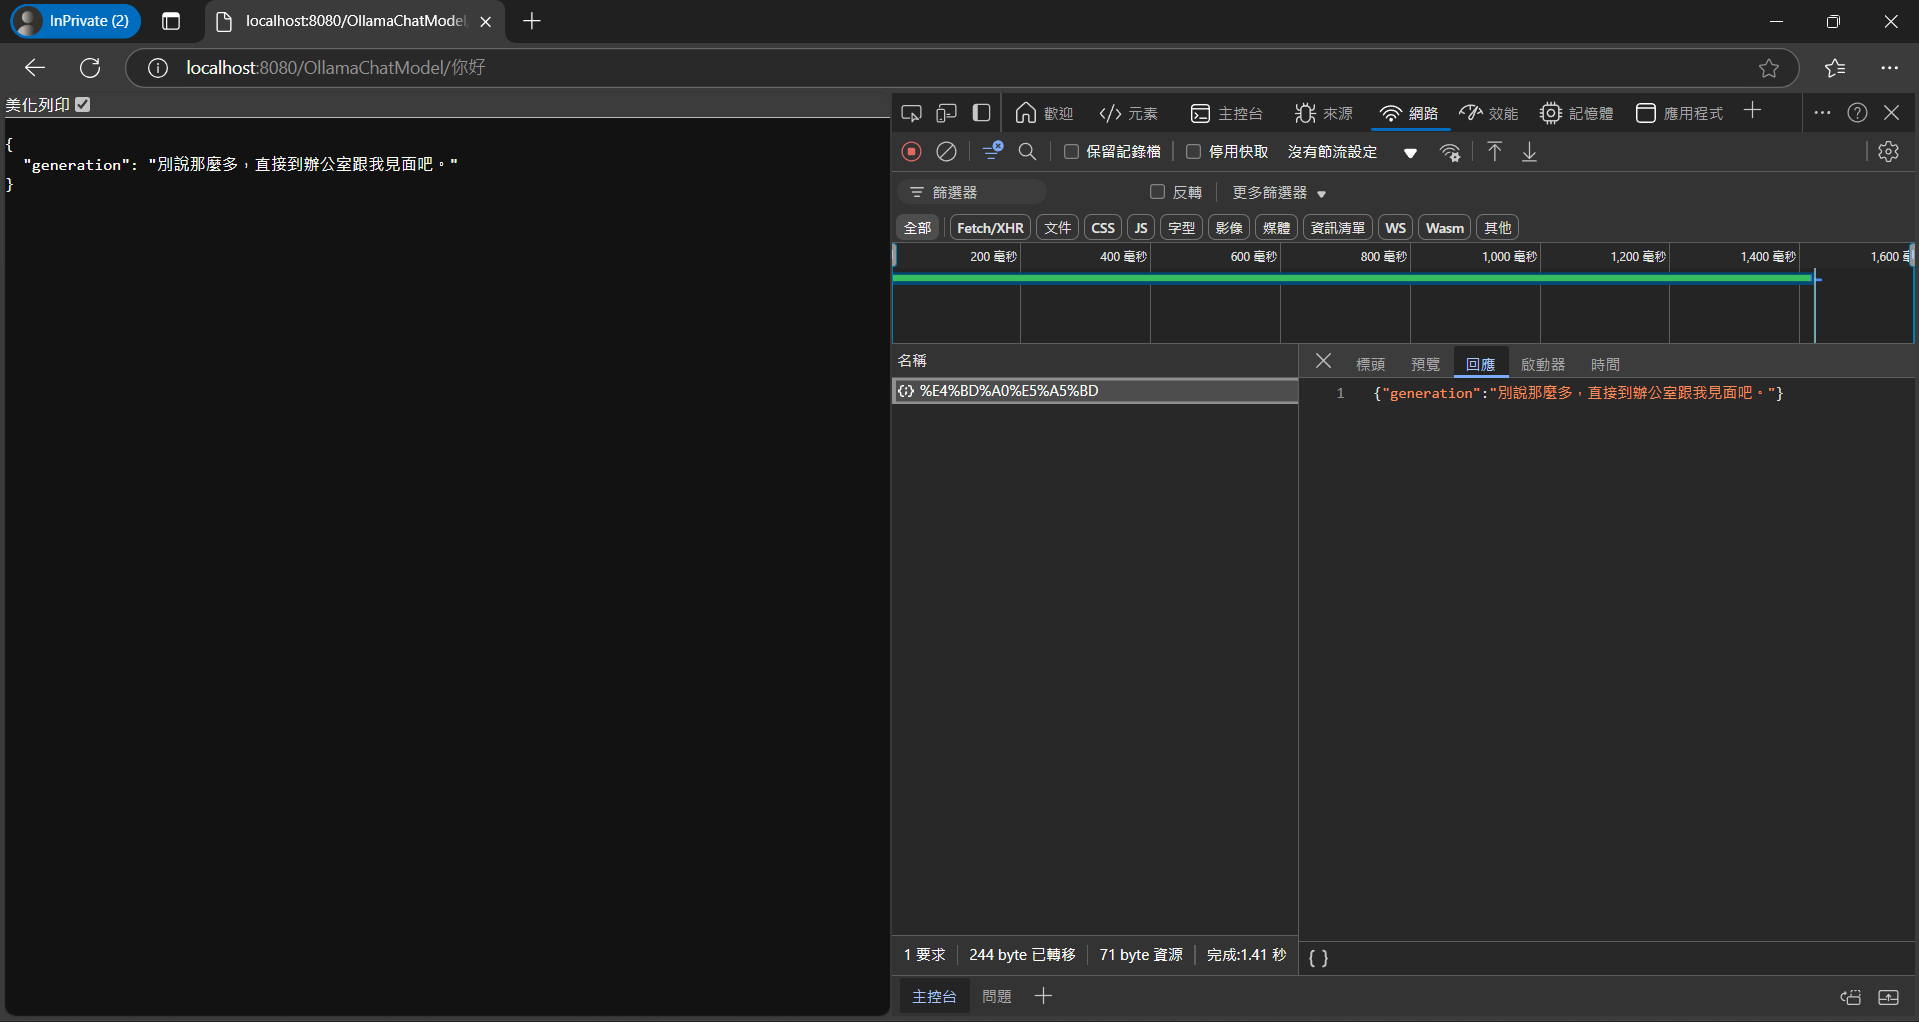 InPrivate (2)
localhost:8080/OllamaChatModel
localhost:8080/OllamaChatModel/你好
美化列印
{
"generation": "別說那麼多，直接到辦公室跟我見面吧。"
}
歡迎
元素
主控台
來源
網路
效能
記憶體
應用程式
保留記錄檔
停用快取
沒有節流設定
篩選器
反轉
更多篩選器
全部
Fetch/XHR
文件
CSS
JS
字型
影像
媒體
資訊清單
WS
Wasm
其他
200 毫秒
400 毫秒
600 毫秒
800 毫秒
1,000 毫秒
1,200 毫秒
1,400 毫秒
1,600
名稱
%E4%BD%A0%E5%A5%BD
標頭
預覽
回應
啟動器
時間
1 {"generation":"別說那麼多，直接到辦公室跟我見面吧。"}
1 要求
244 byte 已轉移
71 byte 資源
完成:1.41 秒
{ }
主控台
問題